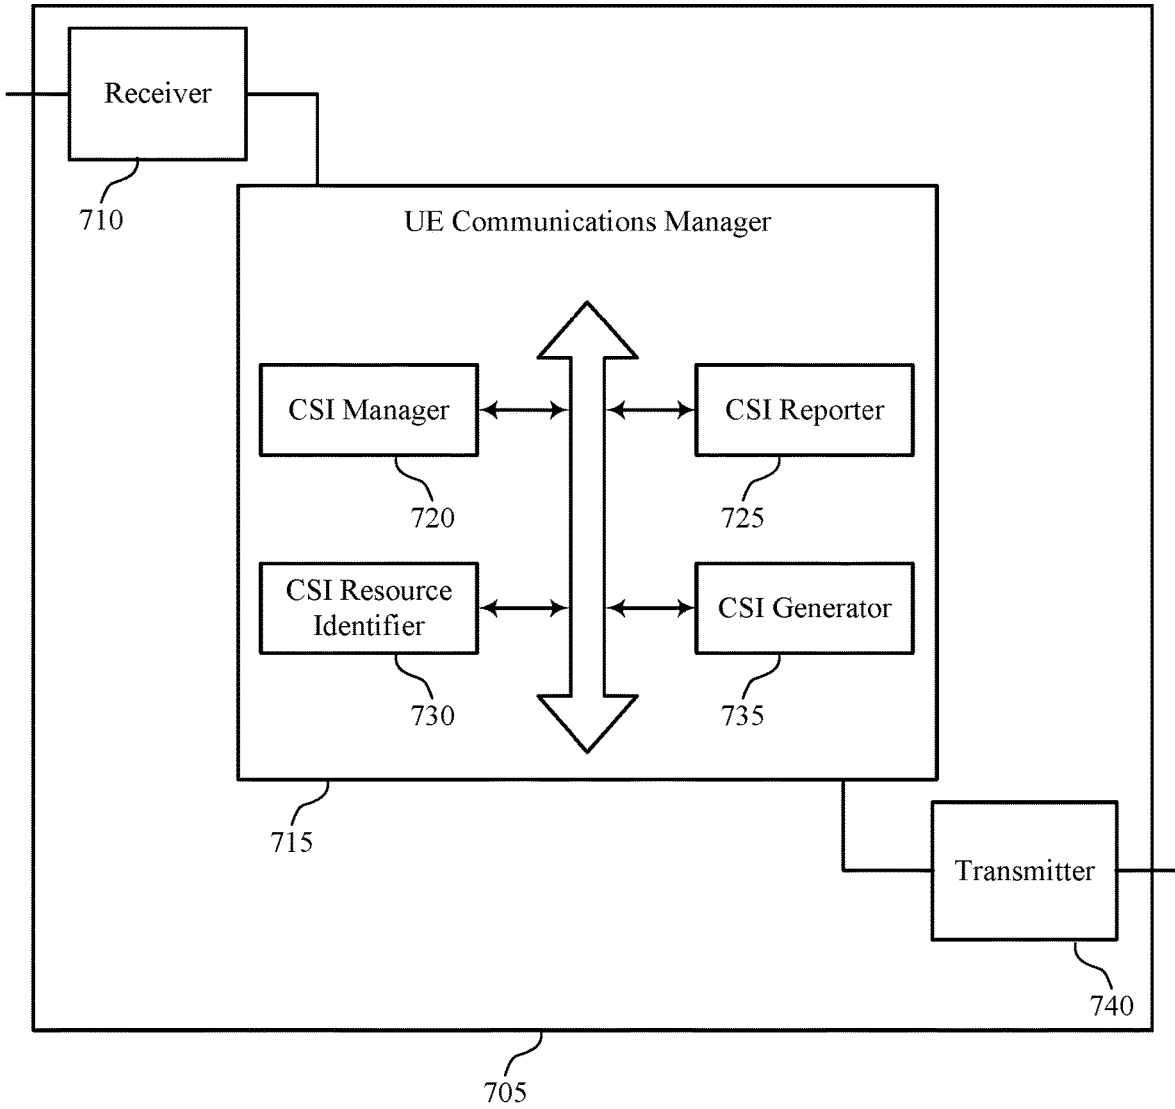 Receiver
710
UE Communications Manager
CSI Manager
CSI Reporter
720
725
CSI Resource
Identifier
CSI Generator
730
735
715
Transmitter
740
705